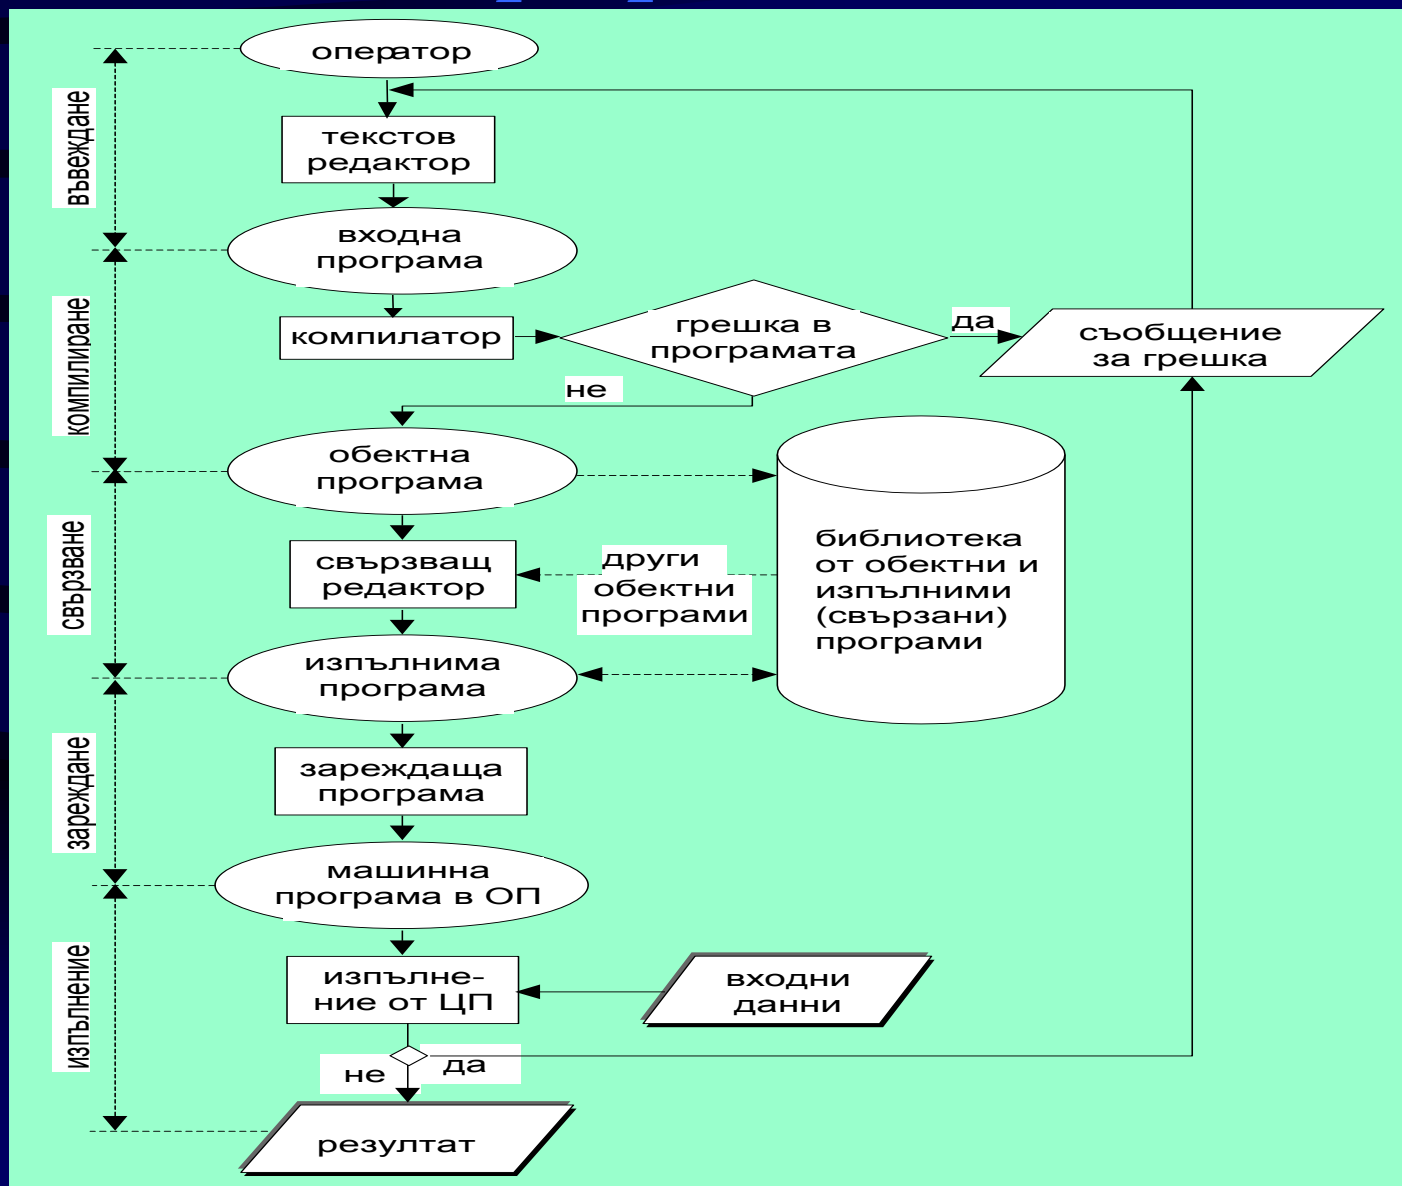 оператор
въвеждане
текстов
редактор
входна
програма
компилиране
компилатор
грешка в
програмата
да
съобщение
за грешка
не
обектна
програма
свързване
свързващ
редактор
други
обектни
програми
библиотека
от обектни и
изпълними
(свързани)
програми
изпълнима
програма
зареждане
зареждаща
програма
машинна
програма в ОП
изпълнение
изпълне-
ние от ЦП
входни
данни
не
да
резултат